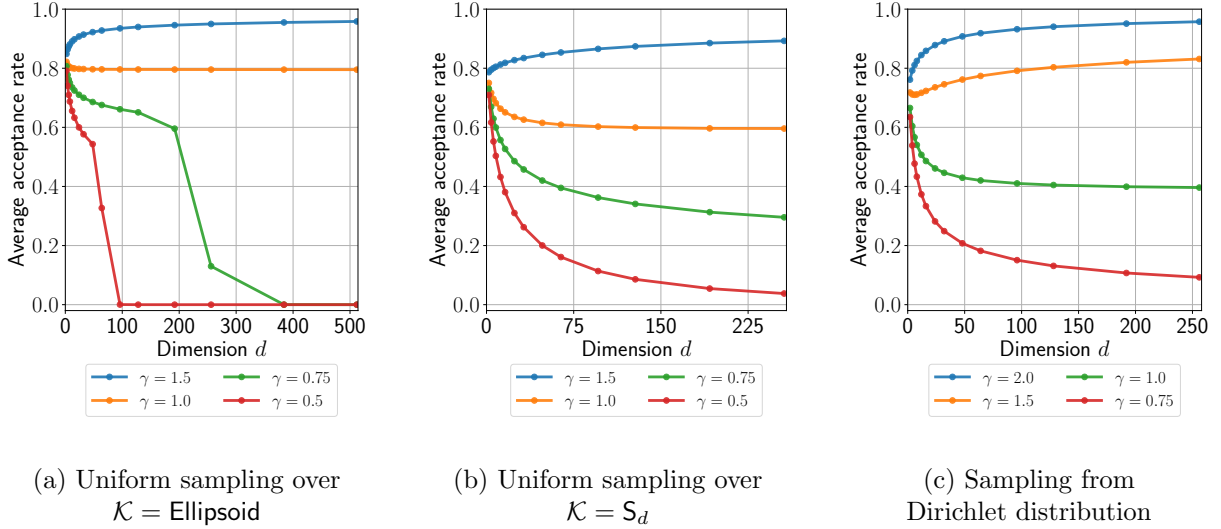 1.0
0.8
0.6
0.4
0.2
0.0
Average acceptance rate
0 100 200 300 400 500
Dimension d
γ = 1.5 γ = 0.75
γ = 1.0 γ = 0.5
(a) Uniform sampling over
𝒦 = Ellipsoid
1.0
0.8
0.6
0.4
0.2
0.0
Average acceptance rate
0 75 150 225
Dimension d
γ = 1.5 γ = 0.75
γ = 1.0 γ = 0.5
(b) Uniform sampling over
𝒦 = S_d
1.0
0.8
0.6
0.4
0.2
0.0
Average acceptance rate
0 50 100 150 200 250
Dimension d
γ = 2.0 γ = 1.0
γ = 1.5 γ = 0.75
(c) Sampling from
Dirichlet distribution